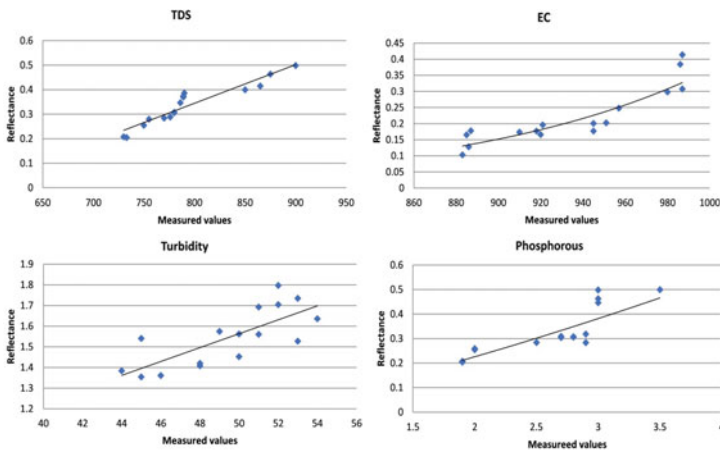 TDS
0.6
0.5
0.4
0.3
0.2
0.1
0
Reflectance
650 700 750 800 850 900 950
Measured values
EC
0.45
0.4
0.35
0.3
0.25
0.2
0.15
0.1
0.05
0
Reflectance
860 880 900 920 940 960 980 1000
Measured values
Turbidity
1.9
1.8
1.7
1.6
1.5
1.4
1.3
1.2
Reflectance
40 42 44 46 48 50 52 54 56
Measured values
Phosphorous
0.6
0.5
0.4
0.3
0.2
0.1
0
Reflectance
1.5 2 2.5 3 3.5 4
Measureed values